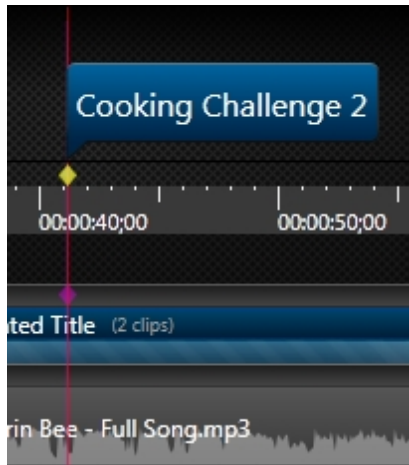 Cooking Challenge 2
00:00:40;00 00:00:50;00
ted Title (2 clips)
rin Bee - Full Song.mp3